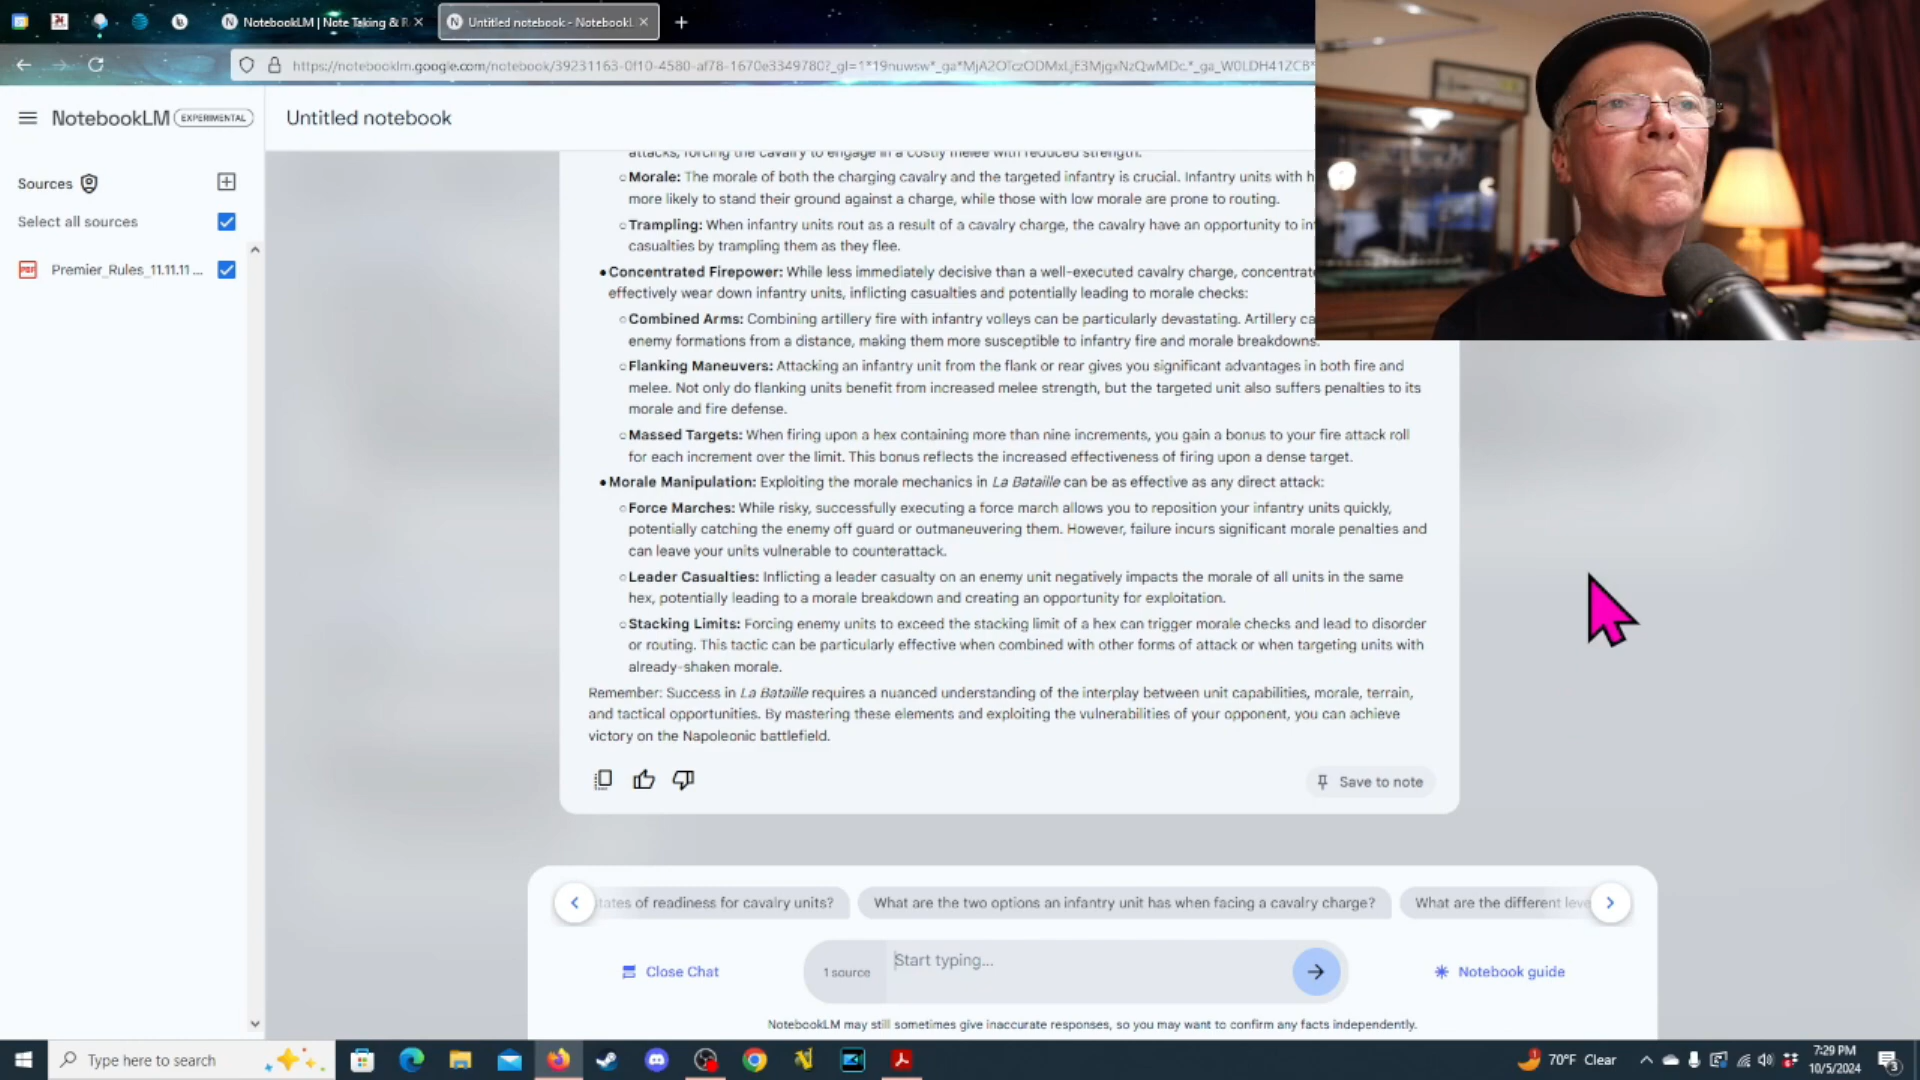 NotebookLM | Note Taking & R
Untitled notebook - NotebookL
NotebookLM EXPERIMENTAL
Untitled notebook
Sources
Select all sources
Premier_Rules_11.11.11 ...
attacks, forcing the cavalry to engage in a costly melee with reduced strength.
Morale: The morale of both the charging cavalry and the targeted infantry is crucial. Infantry units with h
more likely to stand their ground against a charge, while those with low morale are prone to routing.
Trampling: When infantry units rout as a result of a cavalry charge, the cavalry have an opportunity to in
casualties by trampling them as they flee.
Concentrated Firepower: While less immediately decisive than a well-executed cavalry charge, concentrate
effectively wear down infantry units, inflicting casualties and potentially leading to morale checks:
Combined Arms: Combining artillery fire with infantry volleys can be particularly devastating. Artillery ca
enemy formations from a distance, making them more susceptible to infantry fire and morale breakdowns.
Flanking Maneuvers: Attacking an infantry unit from the flank or rear gives you significant advantages in both fire and
melee. Not only do flanking units benefit from increased melee strength, but the targeted unit also suffers penalties to its
morale and fire defense.
Massed Targets: When firing upon a hex containing more than nine increments, you gain a bonus to your fire attack roll
for each increment over the limit. This bonus reflects the increased effectiveness of firing upon a dense target.
Morale Manipulation: Exploiting the morale mechanics in La Bataille can be as effective as any direct attack:
Force Marches: While risky, successfully executing a force march allows you to reposition your infantry units quickly,
potentially catching the enemy off guard or outmaneuvering them. However, failure incurs significant morale penalties and
can leave your units vulnerable to counterattack.
Leader Casualties: Inflicting a leader casualty on an enemy unit negatively impacts the morale of all units in the same
hex, potentially leading to a morale breakdown and creating an opportunity for exploitation.
Stacking Limits: Forcing enemy units to exceed the stacking limit of a hex can trigger morale checks and lead to disorder
or routing. This tactic can be particularly effective when combined with other forms of attack or when targeting units with
already-shaken morale.
Remember: Success in La Bataille requires a nuanced understanding of the interplay between unit capabilities, morale, terrain,
and tactical opportunities. By mastering these elements and exploiting the vulnerabilities of your opponent, you can achieve
victory on the Napoleonic battlefield.
Save to note
tates of readiness for cavalry units?
What are the two options an infantry unit has when facing a cavalry charge?
What are the different leve
Close Chat
1 source
Start typing...
Notebook guide
NotebookLM may still sometimes give inaccurate responses, so you may want to confirm any facts independently.
Type here to search
70°F Clear
7:29 PM
10/5/2024
3